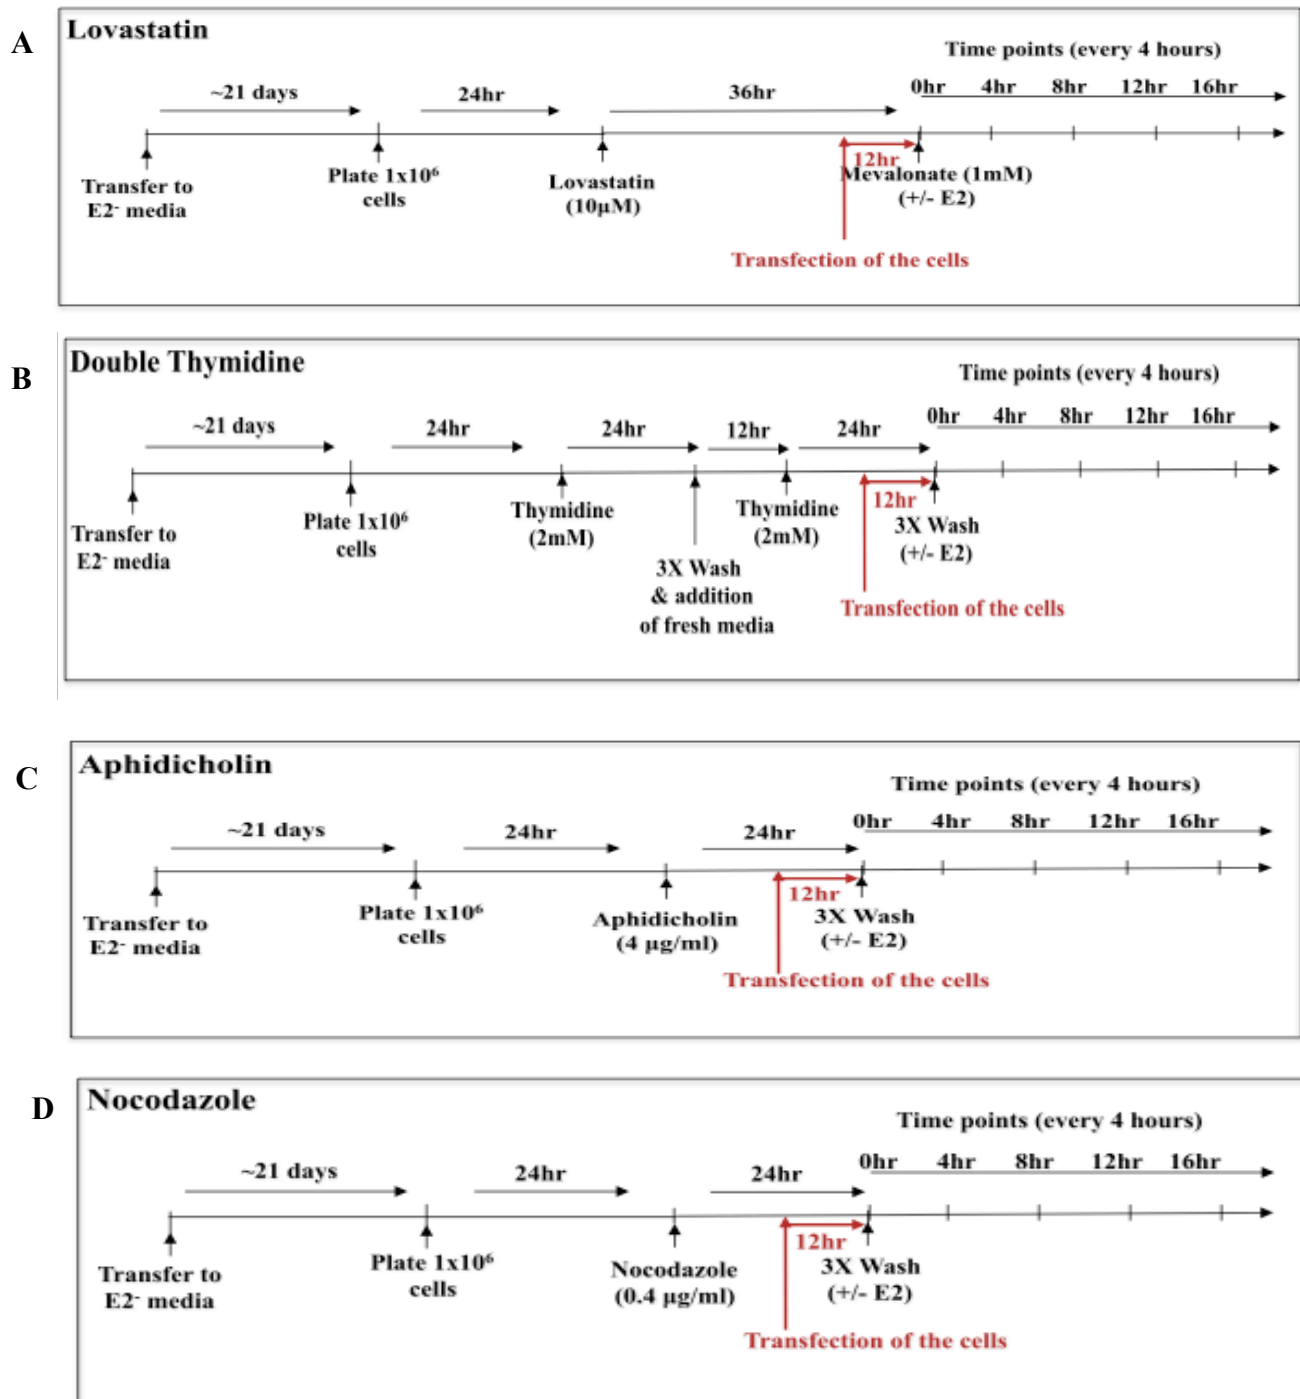 A
Lovastatin
Time points (every 4 hours)
~21 days
24hr
36hr
0hr 4hr 8hr 12hr 16hr
12hr
Transfer to
E2⁻ media
Plate 1x10⁶
cells
Lovastatin
(10µM)
Mevalonate (1mM)
(+/- E2)
Transfection of the cells
B
Double Thymidine
Time points (every 4 hours)
~21 days
24hr
24hr
12hr
24hr
0hr 4hr 8hr 12hr 16hr
12hr
Transfer to
E2⁻ media
Plate 1x10⁶
cells
Thymidine
(2mM)
3X Wash
& addition
of fresh media
Thymidine
(2mM)
3X Wash
(+/- E2)
Transfection of the cells
C
Aphidicholin
Time points (every 4 hours)
~21 days
24hr
24hr
0hr 4hr 8hr 12hr 16hr
12hr
Transfer to
E2⁻ media
Plate 1x10⁶
cells
Aphidicholin
(4 µg/ml)
3X Wash
(+/- E2)
Transfection of the cells
D
Nocodazole
Time points (every 4 hours)
~21 days
24hr
24hr
0hr 4hr 8hr 12hr 16hr
12hr
Transfer to
E2⁻ media
Plate 1x10⁶
cells
Nocodazole
(0.4 µg/ml)
3X Wash
(+/- E2)
Transfection of the cells